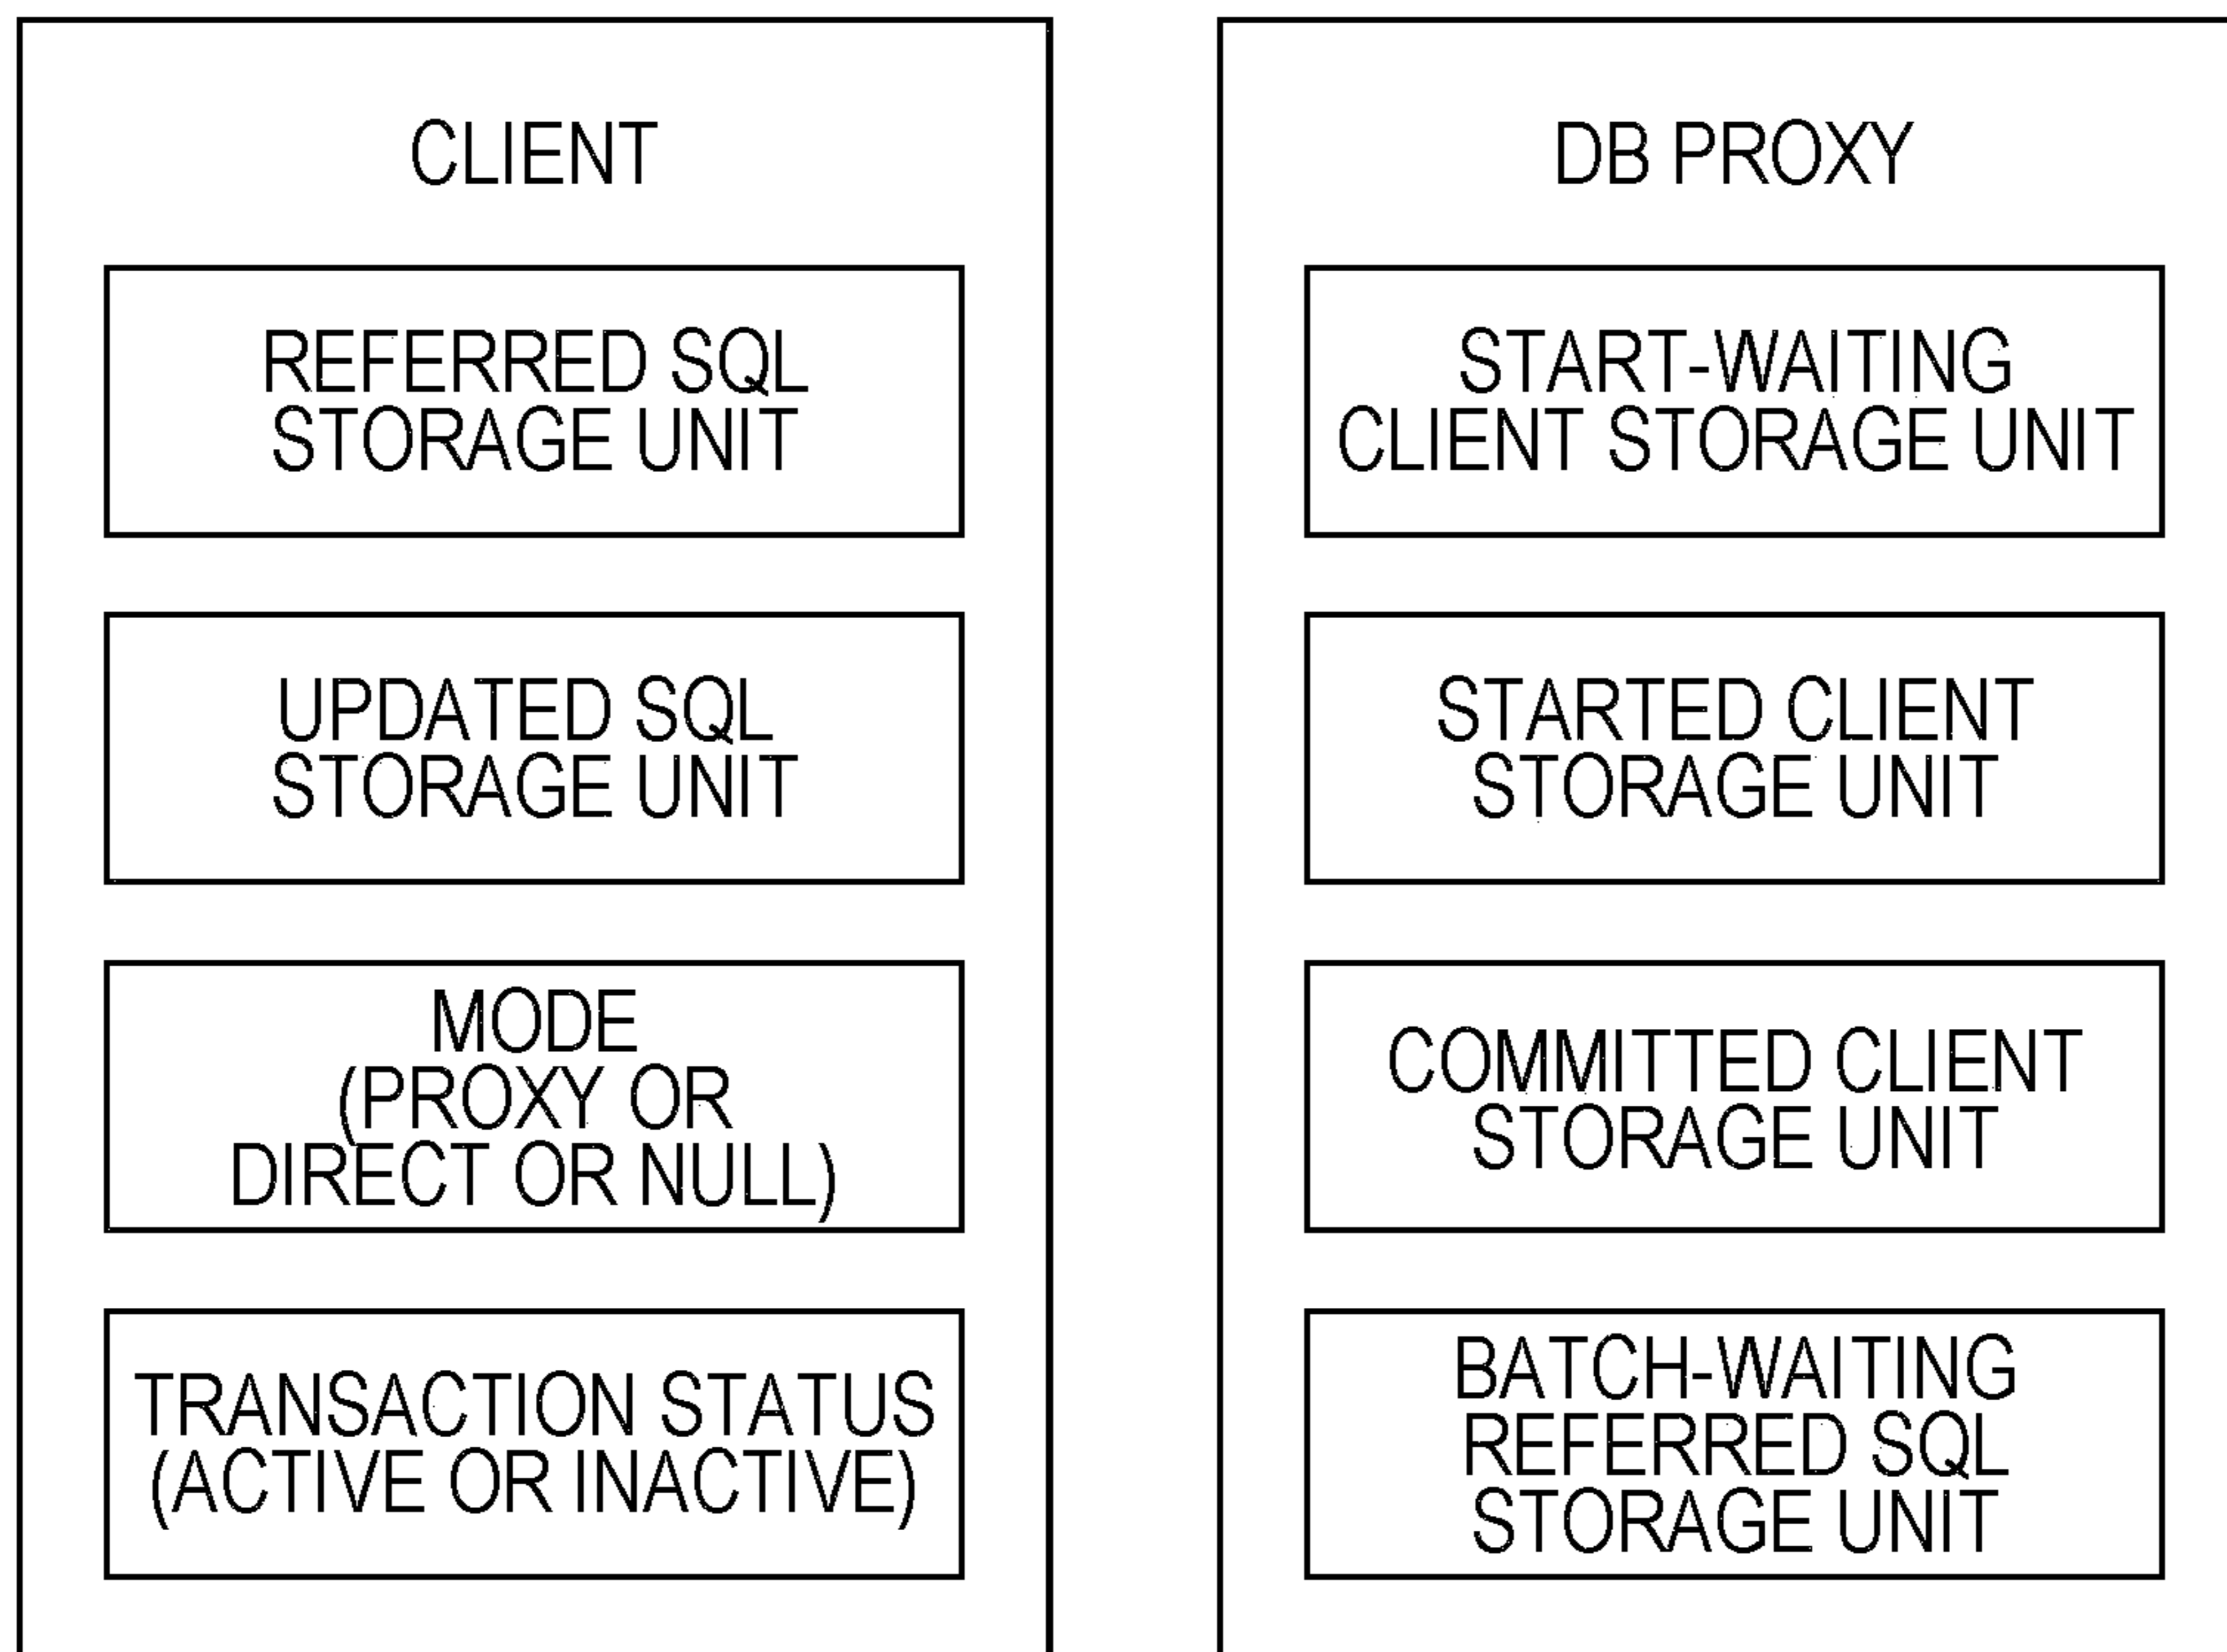 CLIENT
REFERRED SQL
STORAGE UNIT
UPDATED SQL
STORAGE UNIT
MODE
(PROXY OR
DIRECT OR NULL)
TRANSACTION STATUS
(ACTIVE OR INACTIVE)
DB PROXY
START-WAITING
CLIENT STORAGE UNIT
STARTED CLIENT
STORAGE UNIT
COMMITTED CLIENT
STORAGE UNIT
BATCH-WAITING
REFERRED SQL
STORAGE UNIT